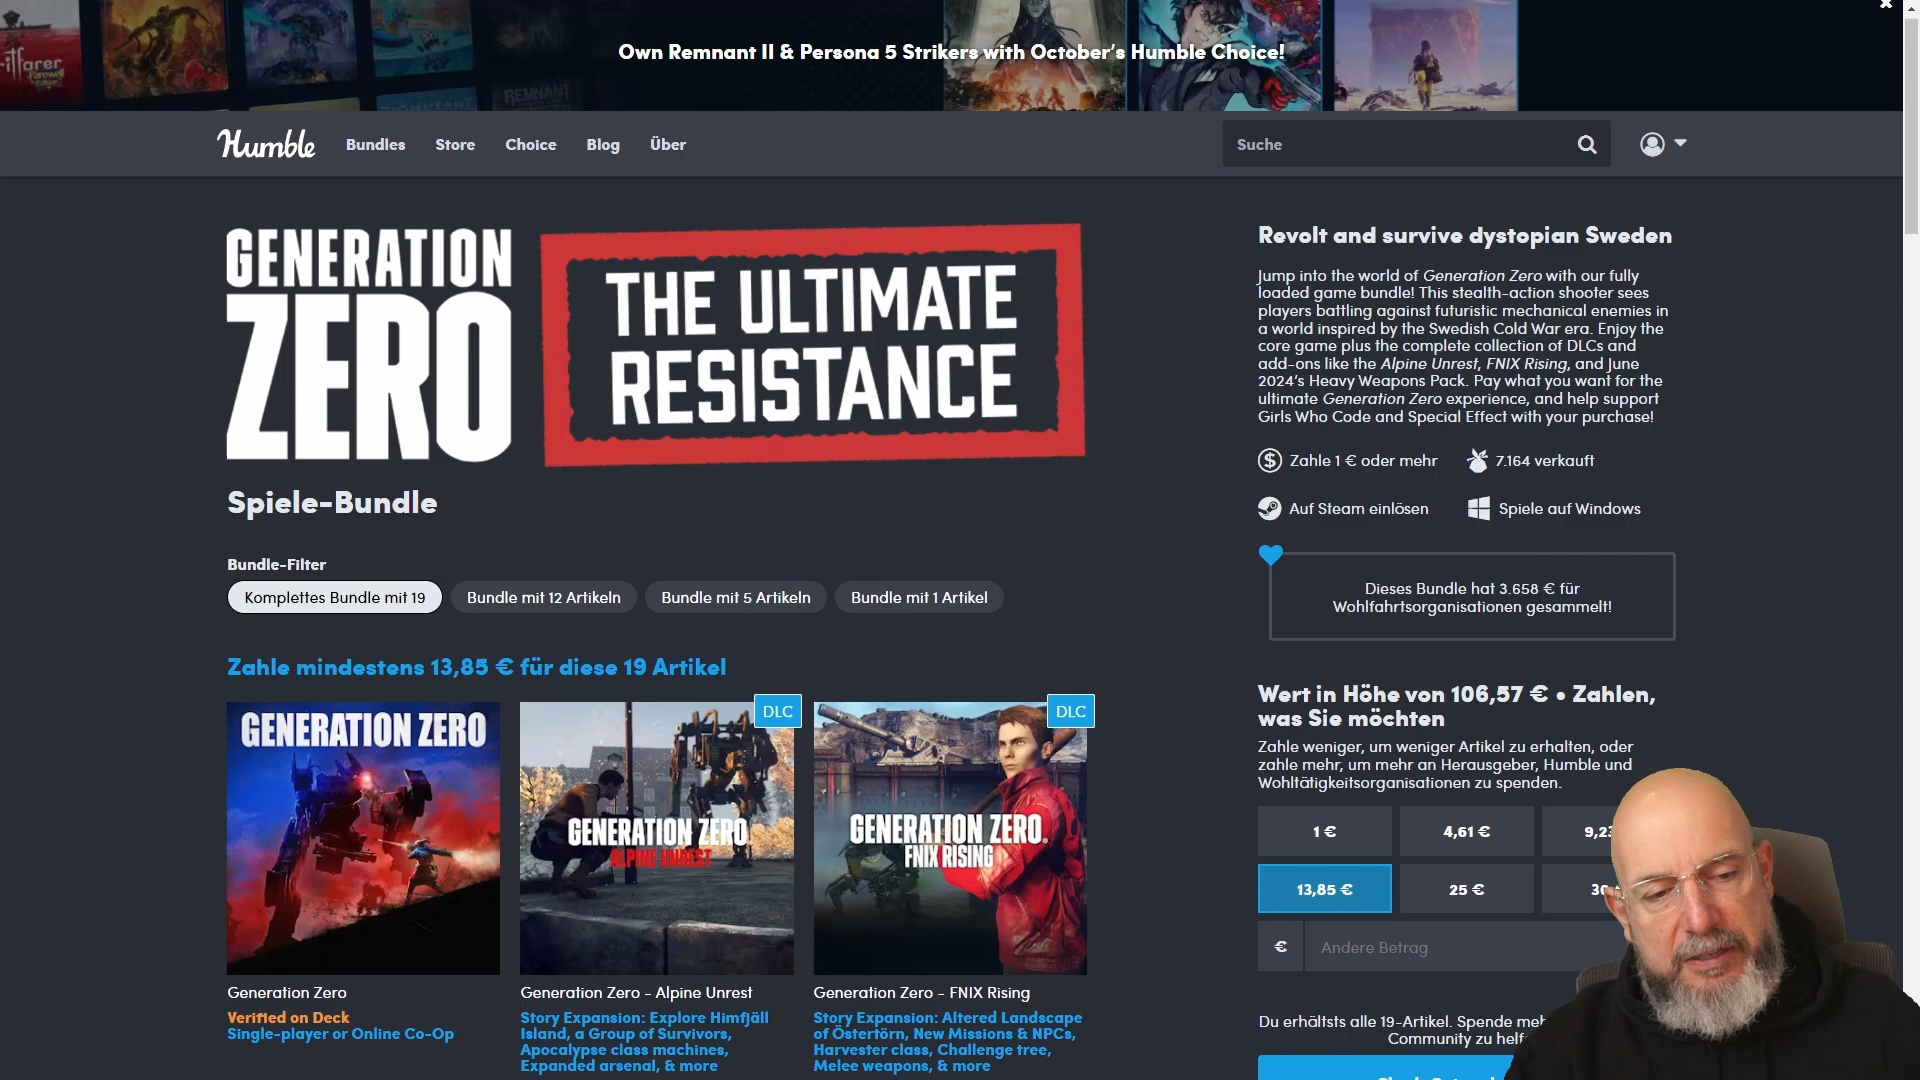 Own Remnant II & Persona 5 Strikers with October's Humble Choice!
REMNANT
Humble
Bundles
Store
Choice
Blog
Über
Suche
GENERATION
ZERO
THE ULTIMATE
RESISTANCE
Spiele-Bundle
Bundle-Filter
Komplettes Bundle mit 19
Bundle mit 12 Artikeln
Bundle mit 5 Artikeln
Bundle mit 1 Artikel
Zahle mindestens 13,85 € für diese 19 Artikel
GENERATION ZERO
DLC
GENERATION ZERO
ALPINE UNREST
DLC
GENERATION ZERO
FNIX RISING
Generation Zero
Verified on Deck
Single-player or Online Co-Op
Generation Zero - Alpine Unrest
Story Expansion: Explore Himfjäll
Island, a Group of Survivors,
Apocalypse class machines,
Expanded arsenal, & more
Generation Zero - FNIX Rising
Story Expansion: Altered Landscape
of Östertörn, New Missions & NPCs,
Harvester class, Challenge tree,
Melee weapons, & more
Revolt and survive dystopian Sweden
Jump into the world of Generation Zero with our fully
loaded game bundle! This stealth-action shooter sees
players battling against futuristic mechanical enemies in
a world inspired by the Swedish Cold War era. Enjoy the
core game plus the complete collection of DLCs and
add-ons like the Alpine Unrest, FNIX Rising, and June
2024's Heavy Weapons Pack. Pay what you want for the
ultimate Generation Zero experience, and help support
Girls Who Code and Special Effect with your purchase!
Zahle 1 € oder mehr
7.164 verkauft
Auf Steam einlösen
Spiele auf Windows
Dieses Bundle hat 3.658 € für
Wohlfahrtsorganisationen gesammelt!
Wert in Höhe von 106,57 € • Zahlen,
was Sie möchten
Zahle weniger, um weniger Artikel zu erhalten, oder
zahle mehr, um mehr an Herausgeber, Humble und
Wohltätigkeitsorganisationen zu spenden.
1 €
4,61 €
9,23
13,85 €
25 €
30
€
Andere Betrag
Du erhältsts alle 19-Artikel. Spende
Community zu